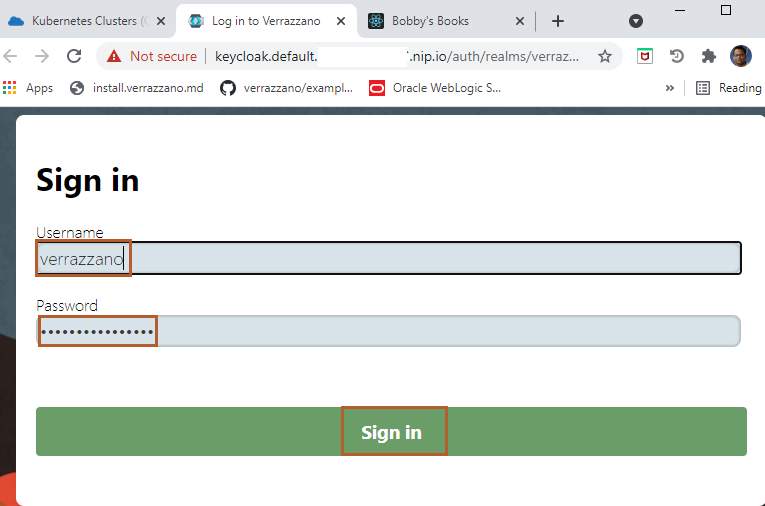 Kubernetes Clusters (
Log in to Verrazzano
Bobby's Books
Not secure
keycloak.default.
.nip.io/auth/realms/verraz...
Apps
install.verrazzano.md
verrazzano/exampl...
Oracle WebLogic S...
»
Reading
Sign in
Username
verrazzano
Password
••••••••••••••••
Sign in